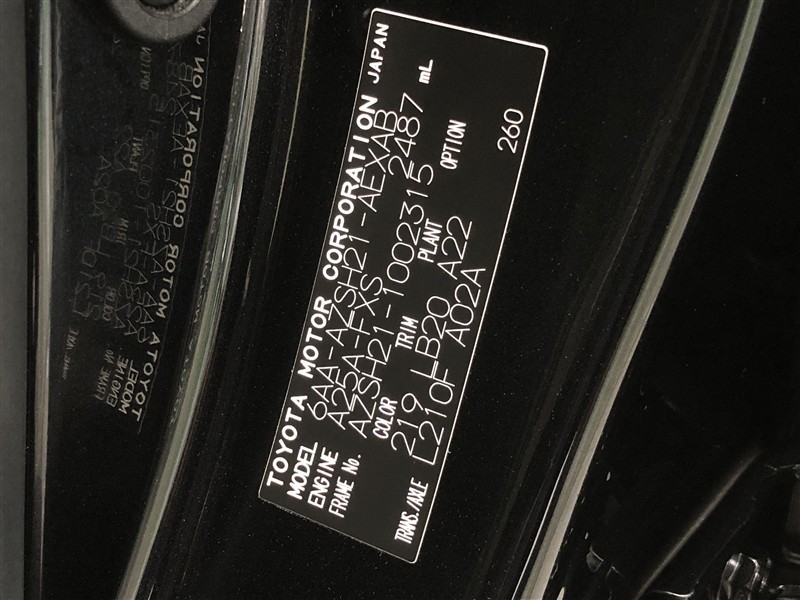 TOYOTA MOTOR CORPORATION JAPAN
MODEL 6AA-AZSH21-AEXAB
ENGINE A25A-FXS 2487 mL
FRAME No. AZSH21-1002315
COLOR TRIM PLANT OPTION
219 LB20 A22
TRANS./AXLE L210F A02A
260